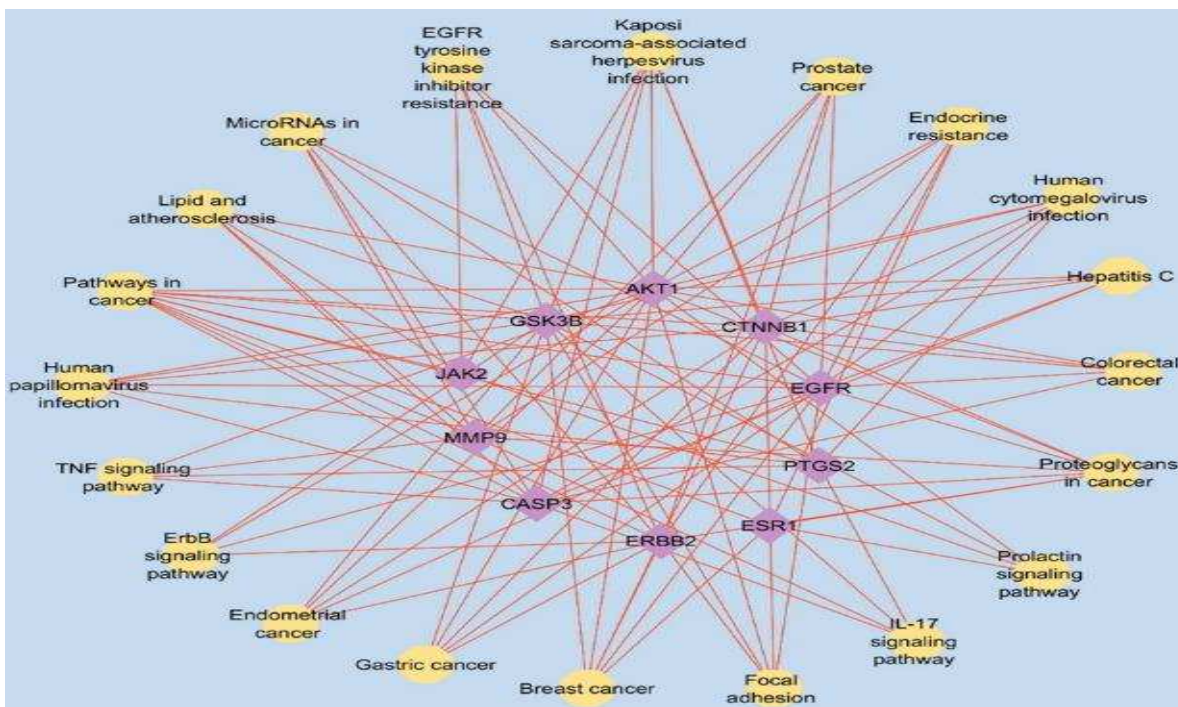 Kaposi
sarcoma-associated
herpesvirus
infection
EGFR
tyrosine
kinase
inhibitor
resistance
Prostate
cancer
MicroRNAs in
cancer
Endocrine
resistance
Lipid and
atherosclerosis
Human
cytomegalovirus
infection
Pathways in
cancer
Hepatitis C
AKT1
GSK3B
CTNNB1
Human
papillomavirus
infection
JAK2
EGFR
Colorectal
cancer
MMP9
PTGS2
TNF signaling
pathway
Proteoglycans
in cancer
CASP3
ESR1
ERBB2
ErbB
signaling
pathway
Prolactin
signaling
pathway
Endometrial
cancer
IL-17
signaling
pathway
Gastric cancer
Breast cancer
Focal
adhesion